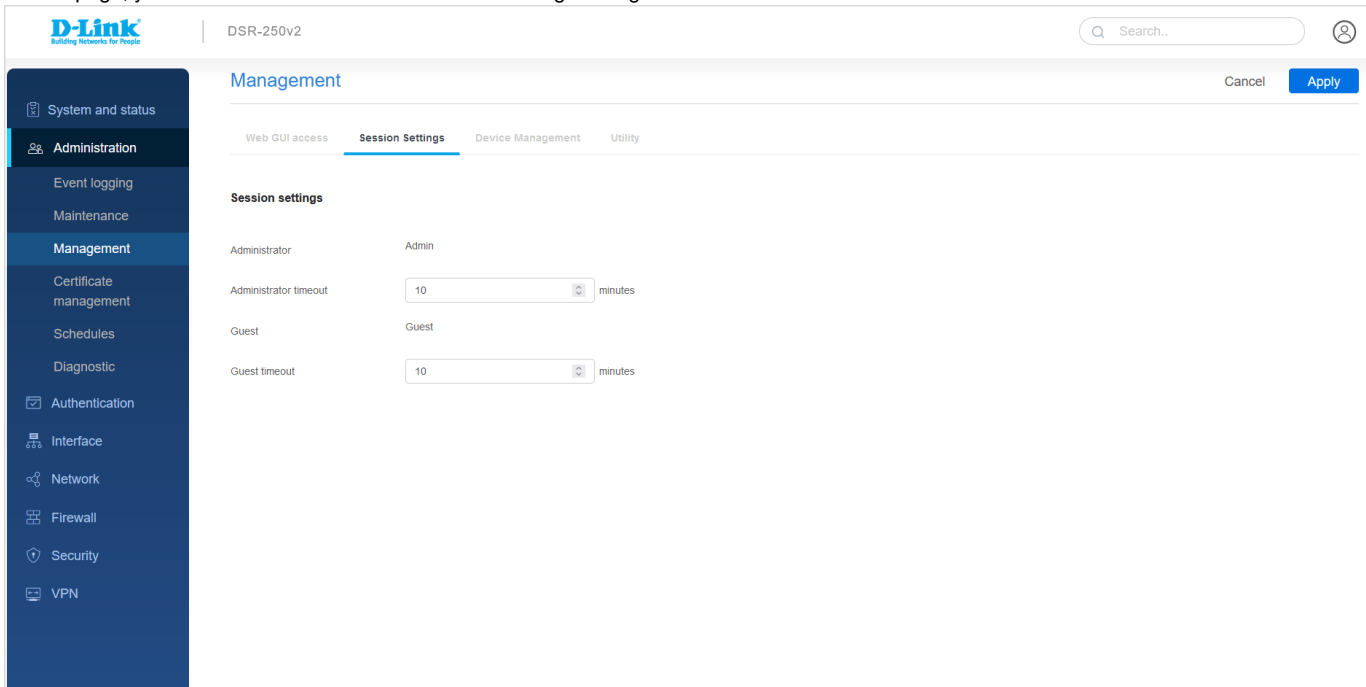 D-Link
Building Networks for People
DSR-250v2
Search..
Management
Cancel
Apply
System and status
Administration
Event logging
Maintenance
Management
Certificate
management
Schedules
Diagnostic
Authentication
Interface
Network
Firewall
Security
VPN
Web GUI access Session Settings Device Management Utility
Session settings
Administrator Admin
Administrator timeout 10 minutes
Guest Guest
Guest timeout 10 minutes